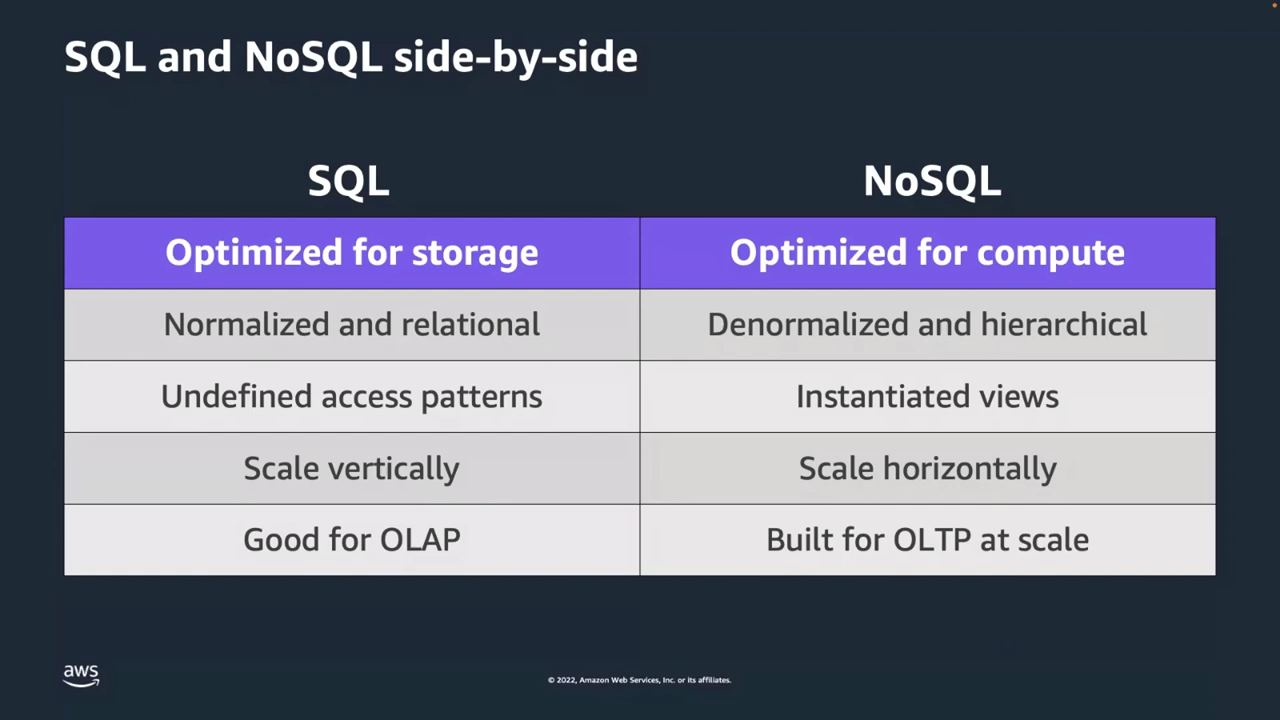 SQL and NoSQL side-by-side
SQL
NoSQL
Optimized for storage
Optimized for compute
Normalized and relational
Denormalized and hierarchical
Undefined access patterns
Instantiated views
Scale vertically
Scale horizontally
Good for OLAP
Built for OLTP at scale
aws
© 2022, Amazon Web Services, Inc. or its affiliates.